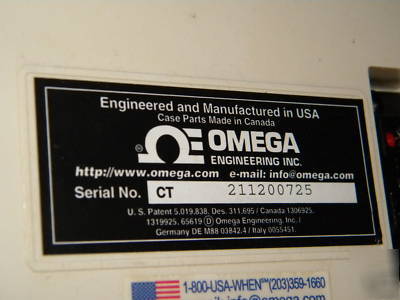 Engineered and Manufactured in USA
Case Parts Made in Canada
® ΩE OMEGA
ENGINEERING INC.
http://www.omega.com e-mail: info@omega.com
Serial No. CT 211200725
U.S. Patent 5,019,838, Des. 311,695 / Canada 1306925,
1319925, 65619 Ⓓ Omega Engineering, Inc. /
Germany DE M88 03842.4 / Italy 0055451.
1-800-USA-WHEN℠ (203)359-1660